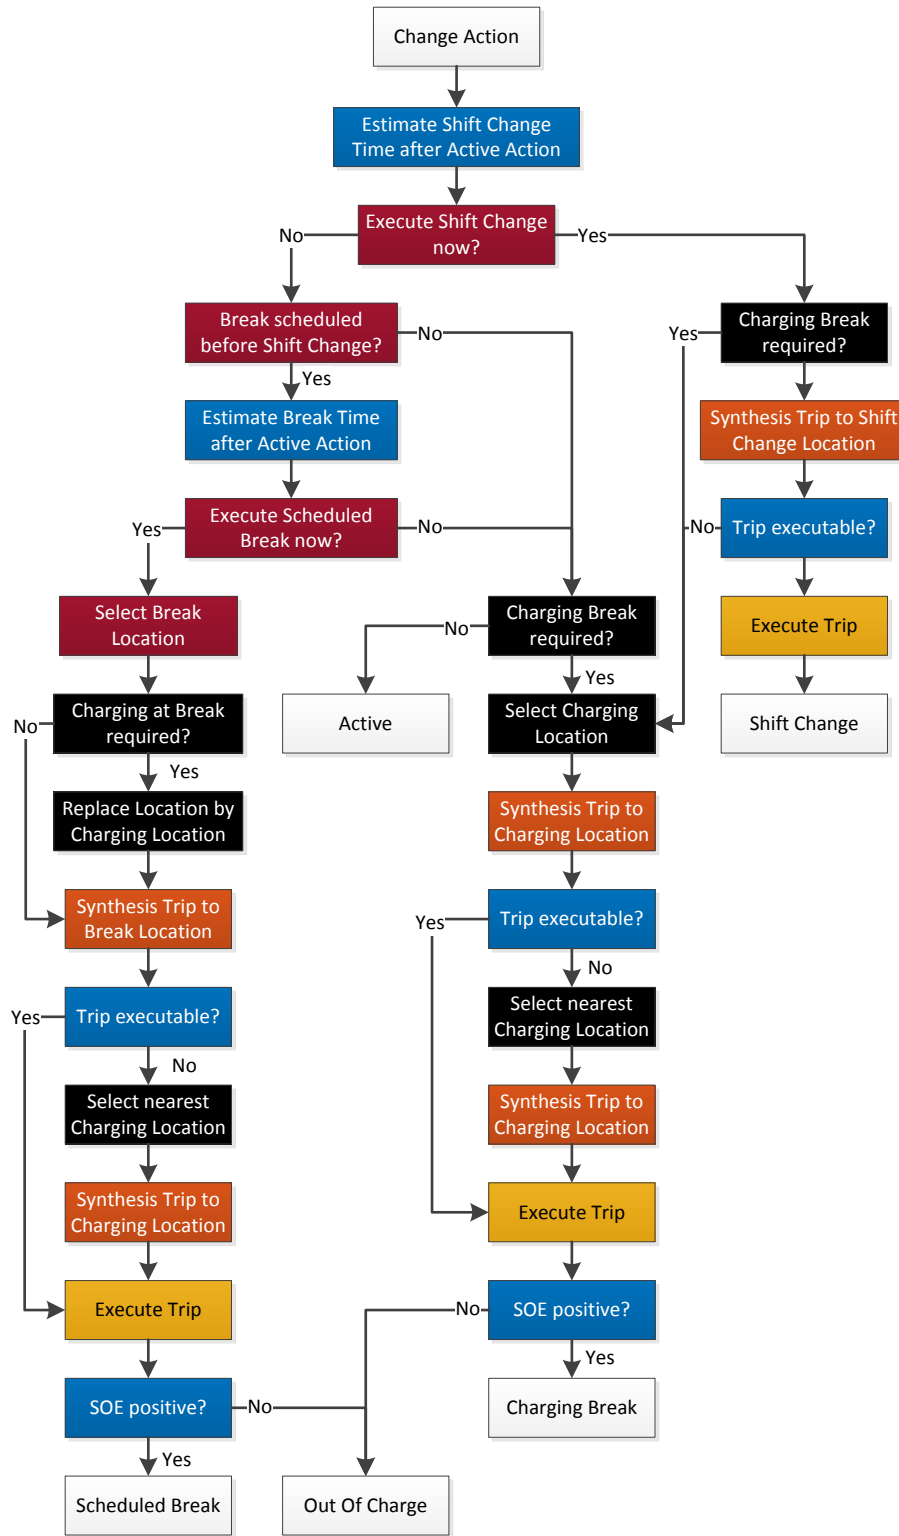 Change Action
Estimate Shift Change
Time after Active Action
Execute Shift Change
now?
No
Yes
Break scheduled
before Shift Change?
No
Yes
Charging Break
required?
Yes
Estimate Break Time
after Active Action
Synthesis Trip to Shift
Change Location
Yes
Execute Scheduled
Break now?
No
No
Trip executable?
Select Break
Location
No
Charging Break
required?
Execute Trip
Yes
No
Charging at Break
required?
Active
Select Charging
Location
Shift Change
Yes
Replace Location by
Charging Location
Synthesis Trip to
Charging Location
Synthesis Trip to
Break Location
Yes
Trip executable?
No
Yes
Trip executable?
Select nearest
Charging Location
No
Select nearest
Charging Location
Synthesis Trip to
Charging Location
Synthesis Trip to
Charging Location
Execute Trip
Execute Trip
No
SOE positive?
Yes
SOE positive?
No
Charging Break
Yes
Scheduled Break
Out Of Charge